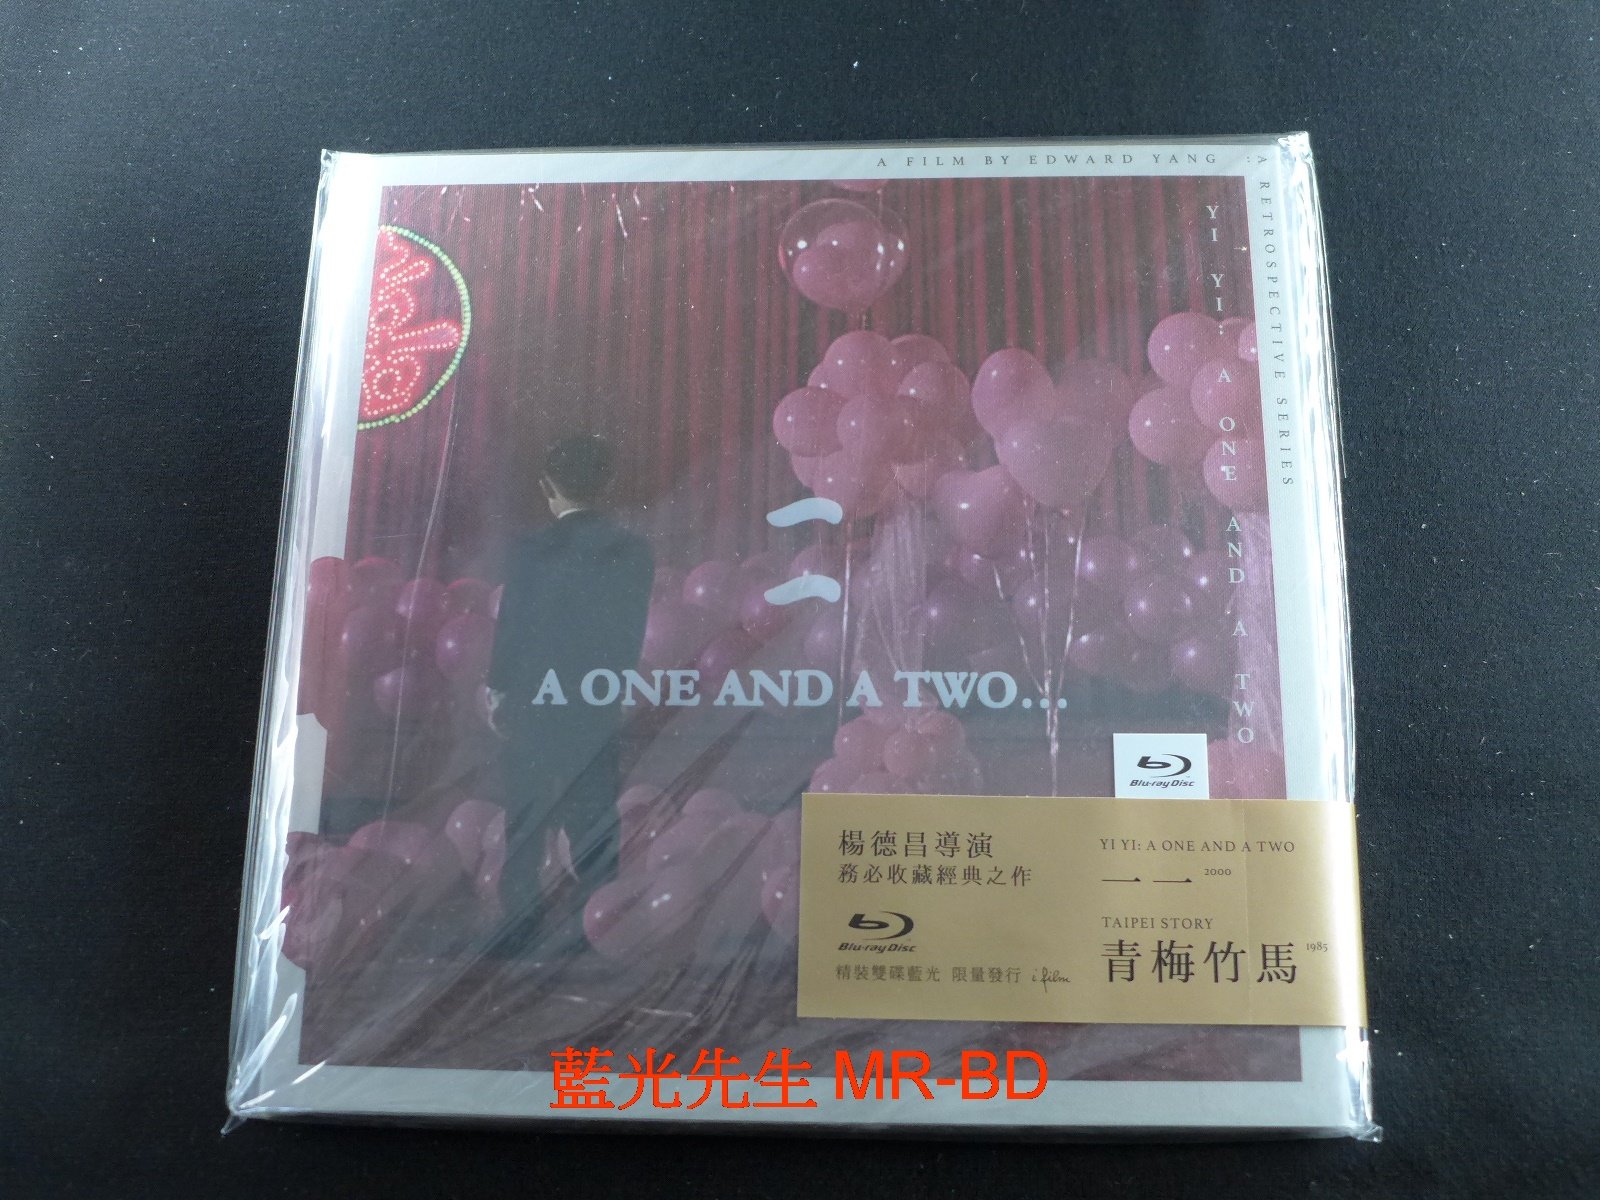 A FILM BY EDWARD YANG :
A RETROSPECTIVE SERIES
YI YI: A ONE AND A TWO
一
一
A ONE AND A TWO...
Blu-ray Disc
楊德昌導演
務必收藏經典之作
Blu-ray Disc
精裝雙碟藍光 限量發行 i film
YI YI: A ONE AND A TWO
一一 2000
TAIPEI STORY
青梅竹馬 1985
藍光先生 MR-BD